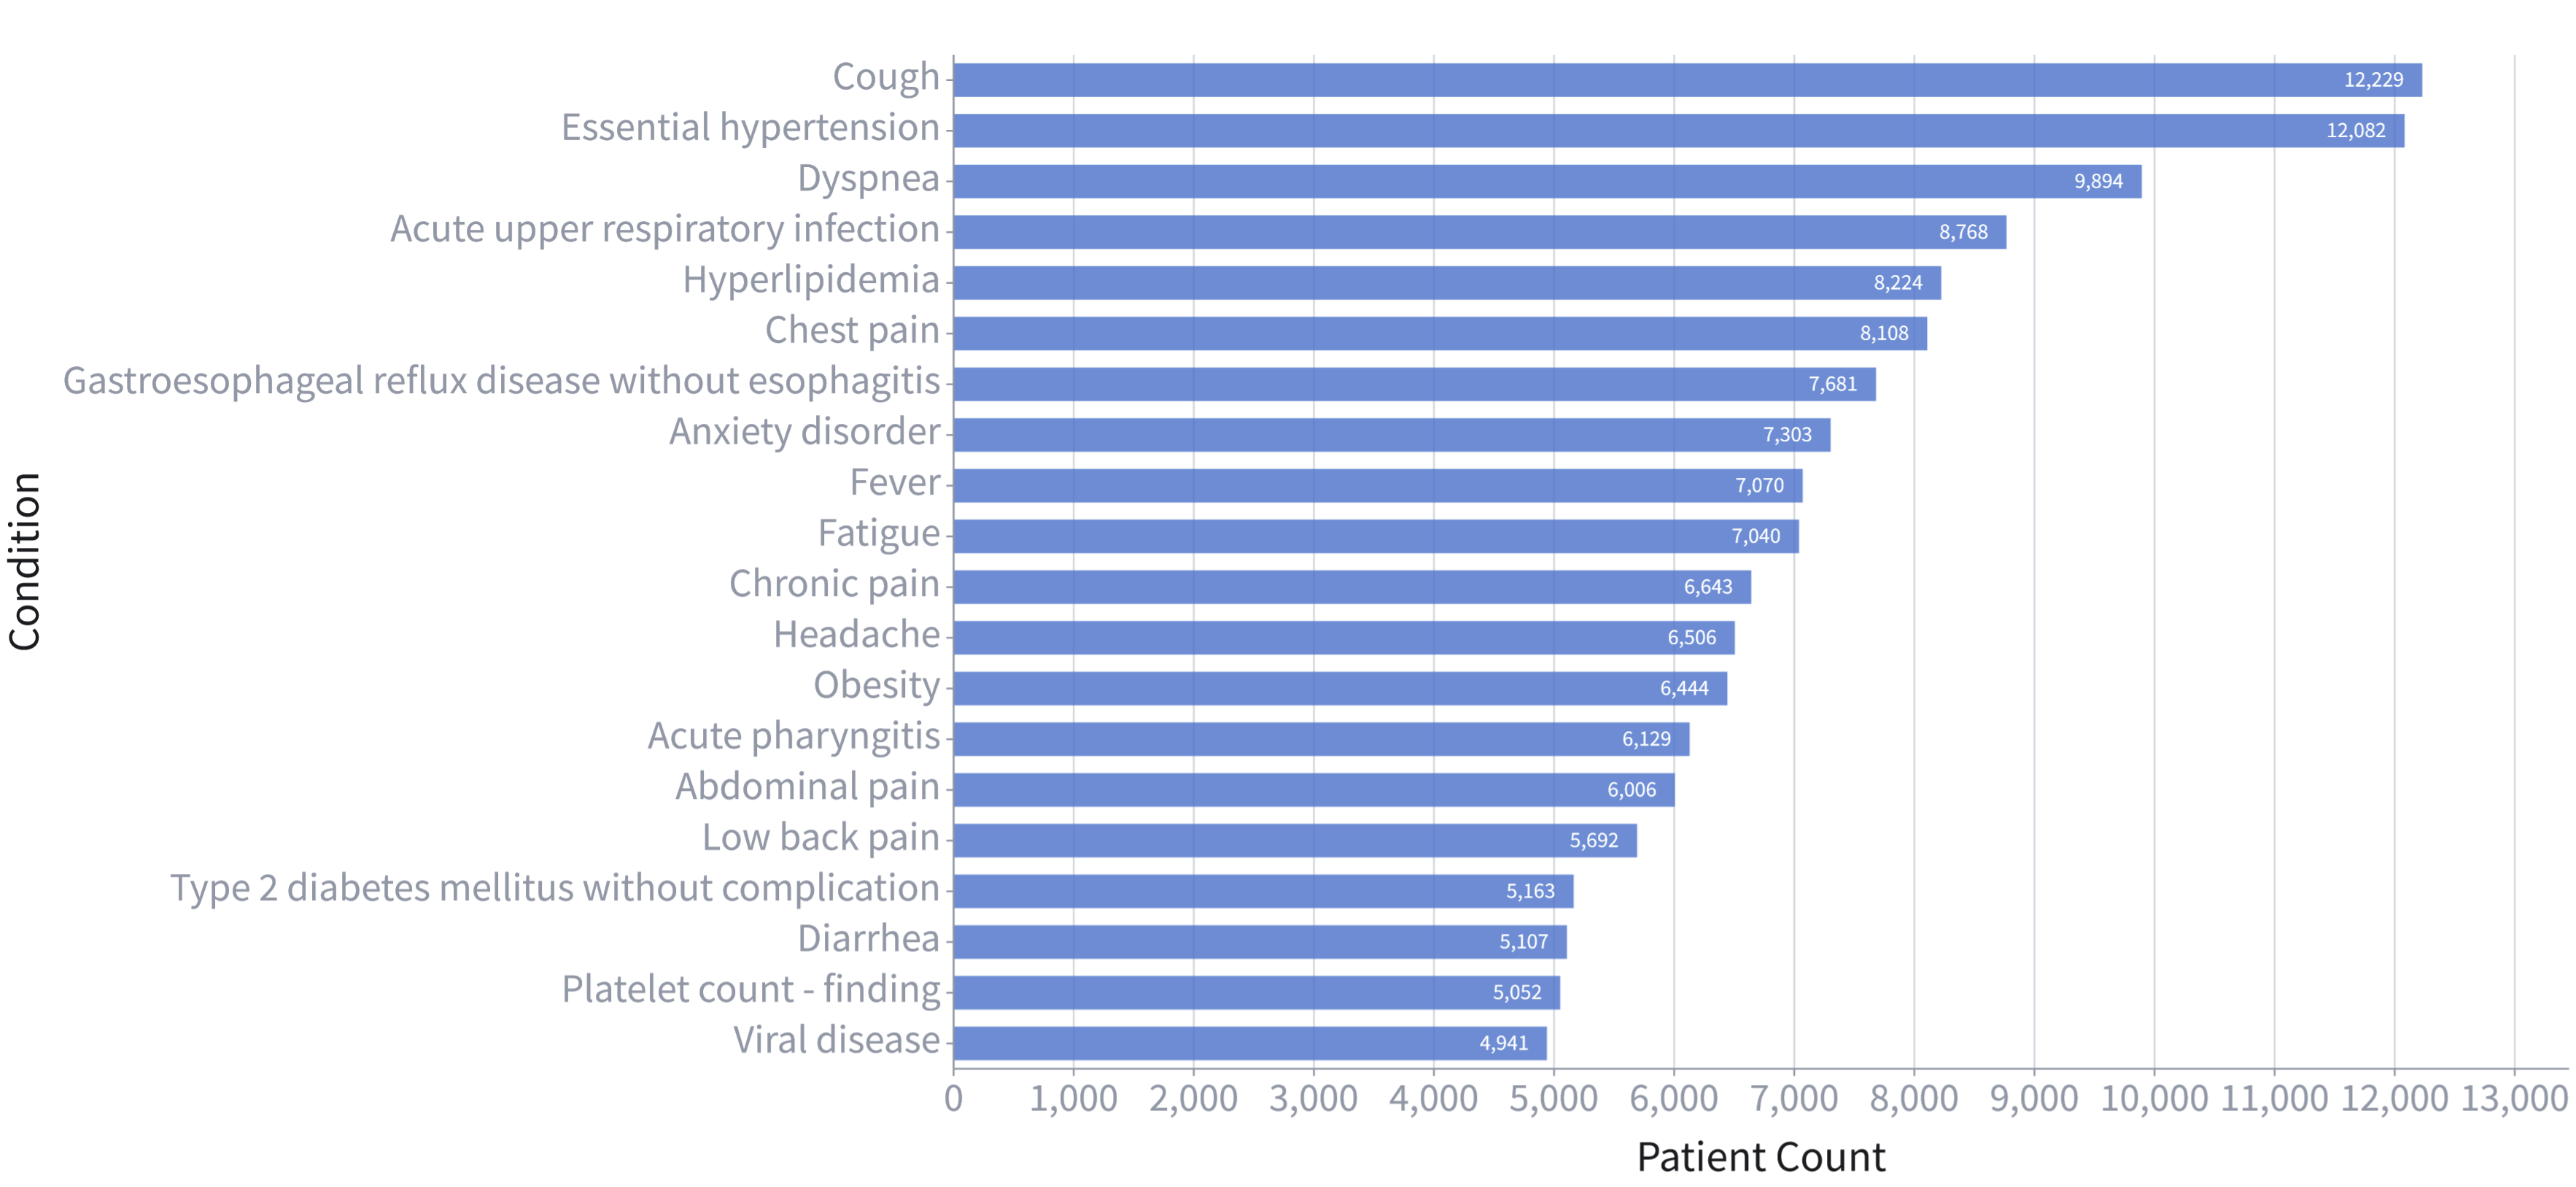 Cough 12,229
Essential hypertension 12,082
Dyspnea 9,894
Acute upper respiratory infection 8,768
Hyperlipidemia 8,224
Chest pain 8,108
Gastroesophageal reflux disease without esophagitis 7,681
Anxiety disorder 7,303
Fever 7,070
Fatigue 7,040
Chronic pain 6,643
Headache 6,506
Obesity 6,444
Acute pharyngitis 6,129
Abdominal pain 6,006
Low back pain 5,692
Type 2 diabetes mellitus without complication 5,163
Diarrhea 5,107
Platelet count - finding 5,052
Viral disease 4,941
Condition
0 1,000 2,000 3,000 4,000 5,000 6,000 7,000 8,000 9,000 10,000 11,000 12,000 13,000
Patient Count